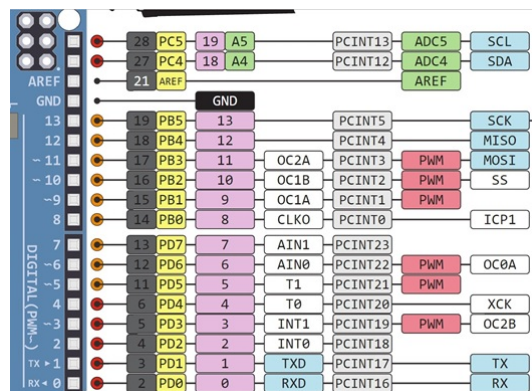 28 PC5 19 A5 PCINT13 ADC5 SCL
27 PC4 18 A4 PCINT12 ADC4 SDA
AREF 21 AREF AREF
GND GND
13 19 PB5 13 PCINT5 SCK
12 18 PB4 12 PCINT4 MISO
~11 17 PB3 11 OC2A PCINT3 PWM MOSI
~10 16 PB2 10 OC1B PCINT2 PWM SS
~9 15 PB1 9 OC1A PCINT1 PWM
8 14 PB0 8 CLKO PCINT0 ICP1
DIGITAL(PWM~)
7 13 PD7 7 AIN1 PCINT23
~6 12 PD6 6 AIN0 PCINT22 PWM OC0A
~5 11 PD5 5 T1 PCINT21 PWM
4 6 PD4 4 T0 PCINT20 XCK
~3 5 PD3 3 INT1 PCINT19 PWM OC2B
2 4 PD2 2 INT0 PCINT18
TX ▸ 1 3 PD1 1 TXD PCINT17 TX
RX ◂ 0 2 PD0 0 RXD PCINT16 RX